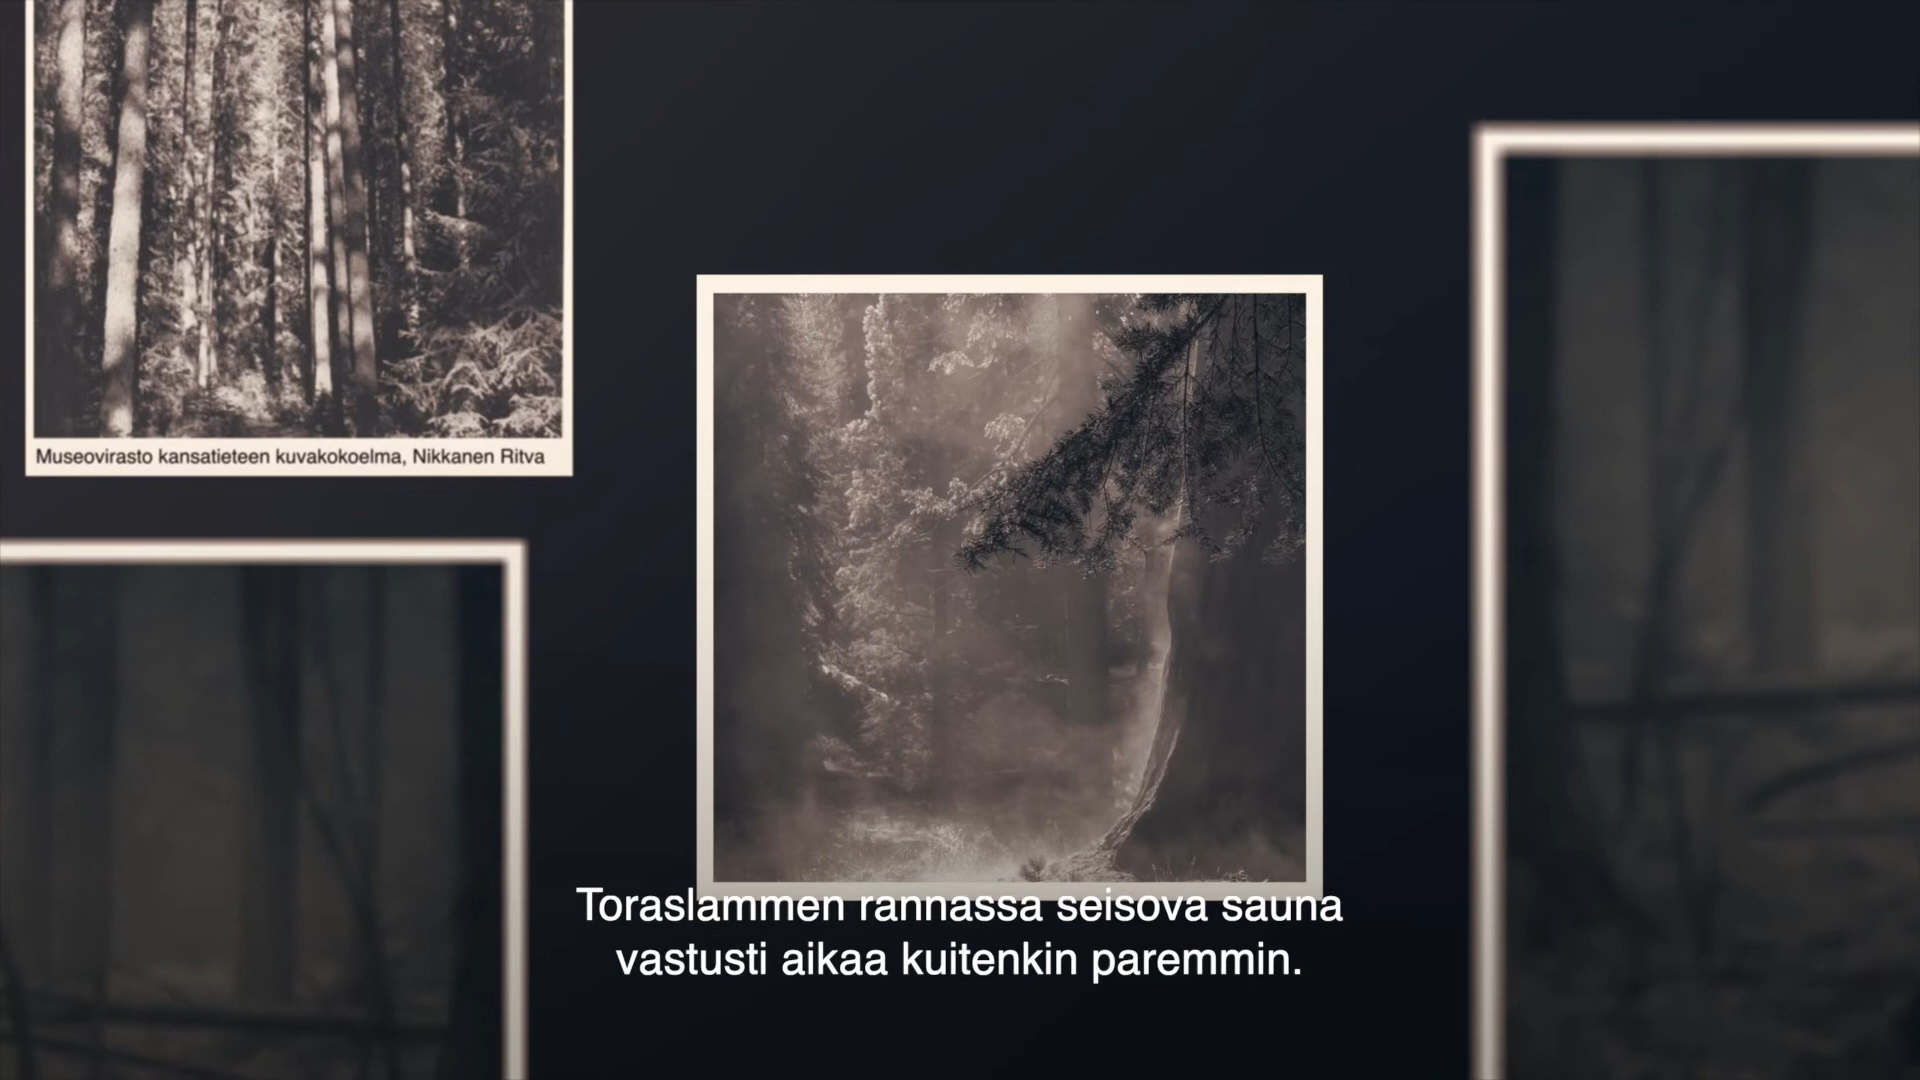 Museovirasto kansatieteen kuvakokoelma, Nikkanen Ritva
Toraslammen rannassa seisova sauna
vastusti aikaa kuitenkin paremmin.